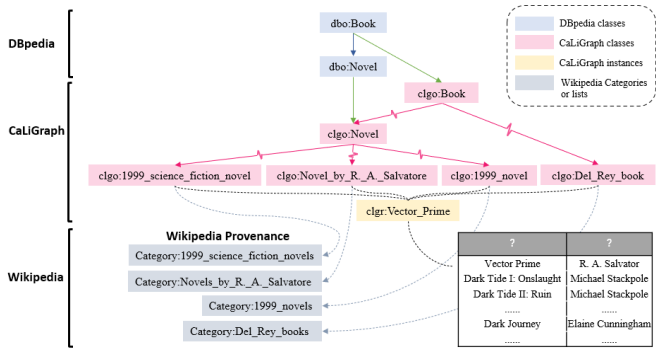 DBpedia
dbo:Book
dbo:Novel
DBpedia classes
CaLiGraph classes
CaLiGraph instances
Wikipedia Categories
or lists
CaLiGraph
clgo:Book
clgo:Novel
clgo:1999_science_fiction_novel
clgo:Novel_by_R._A._Salvatore
clgo:1999_novel
clgo:Del_Rey_book
clgr:Vector_Prime
Wikipedia
Wikipedia Provenance
Category:1999_science_fiction_novels
Category:Novels_by_R._A._Salvatore
Category:1999_novels
Category:Del_Rey_books
? ?
Vector Prime R. A. Salvator
Dark Tide I: Onslaught Michael Stackpole
Dark Tide II: Ruin Michael Stackpole
...... ......
Dark Journey Elaine Cunningham
...... ......